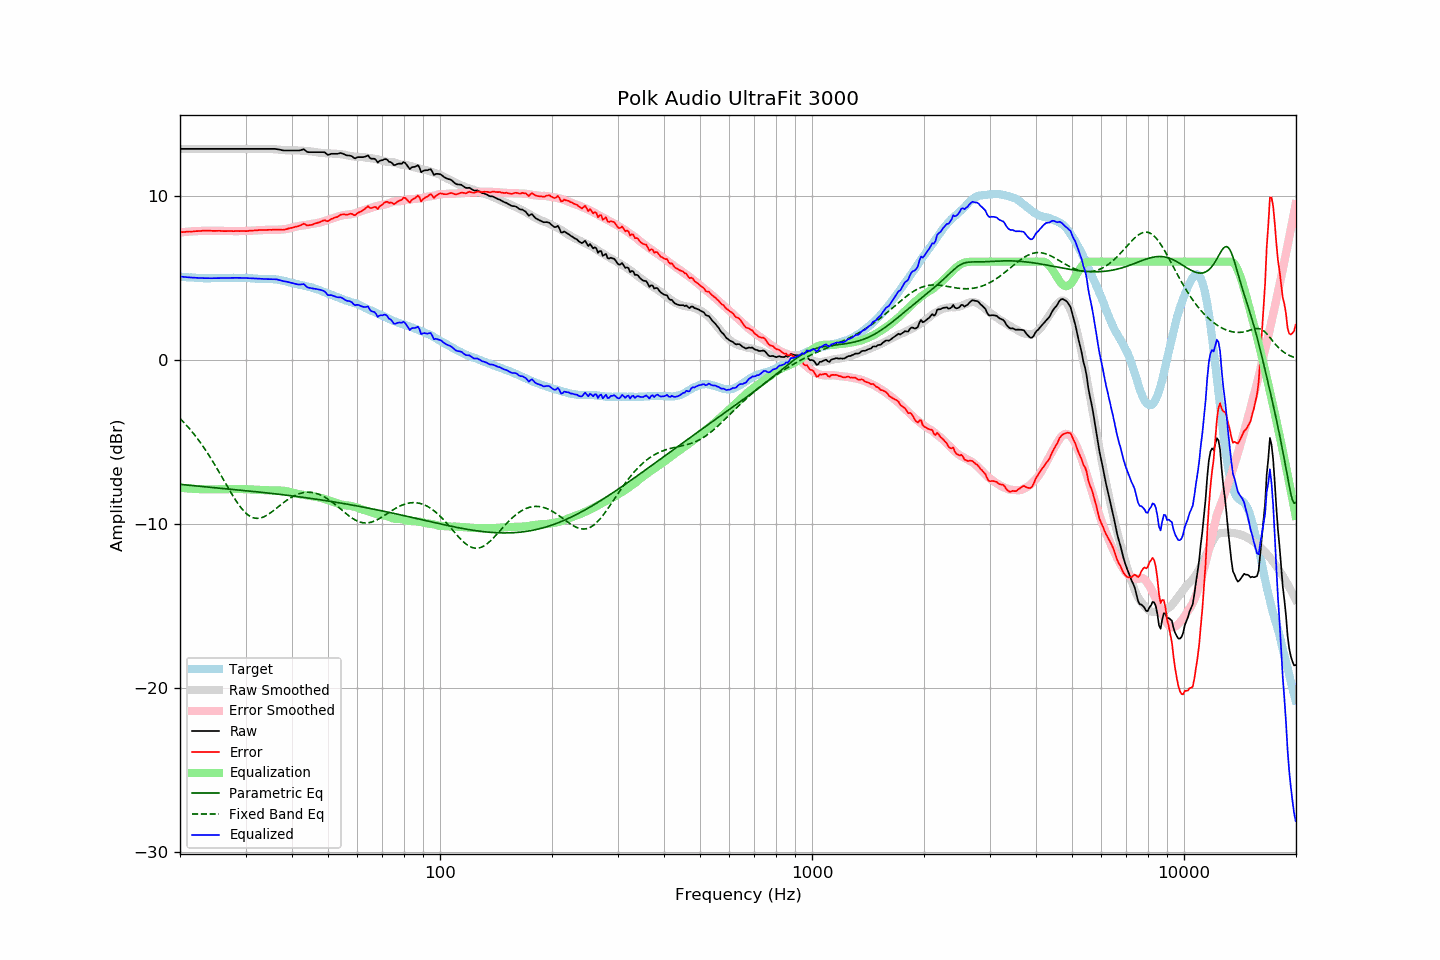 Polk Audio UltraFit 3000
Amplitude (dBr)
10
0
−10
−20
−30
Target
Raw Smoothed
Error Smoothed
Raw
Error
Equalization
Parametric Eq
Fixed Band Eq
Equalized
100
1000
10000
Frequency (Hz)